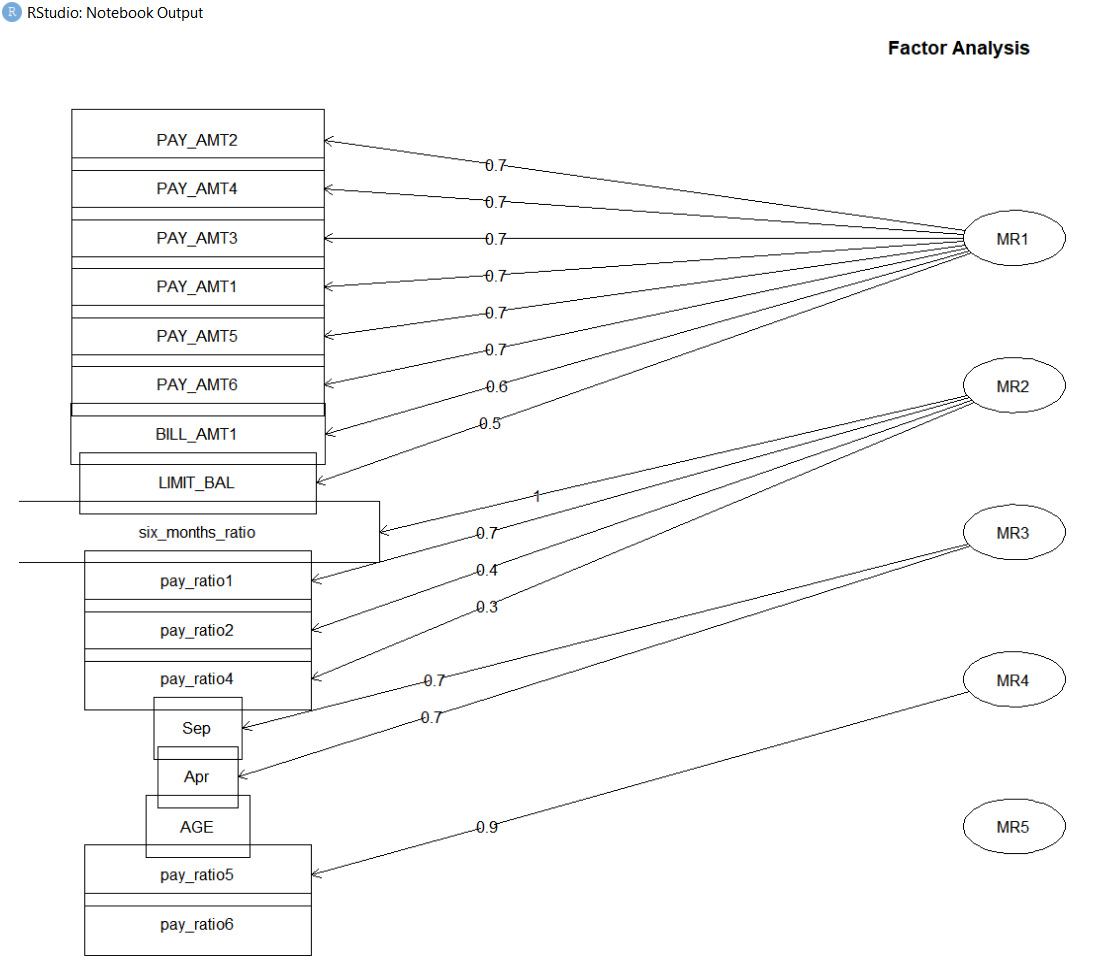 R RStudio: Notebook Output
Factor Analysis
PAY_AMT2
0.7
PAY_AMT4
0.7
PAY_AMT3
0.7
MR1
PAY_AMT1
0.7
PAY_AMT5
0.7
PAY_AMT6
0.7
0.6
MR2
BILL_AMT1
0.5
LIMIT_BAL
1
six_months_ratio
0.7
MR3
pay_ratio1
0.4
pay_ratio2
0.3
pay_ratio4
0.7
MR4
Sep
0.7
Apr
AGE
0.9
MR5
pay_ratio5
pay_ratio6